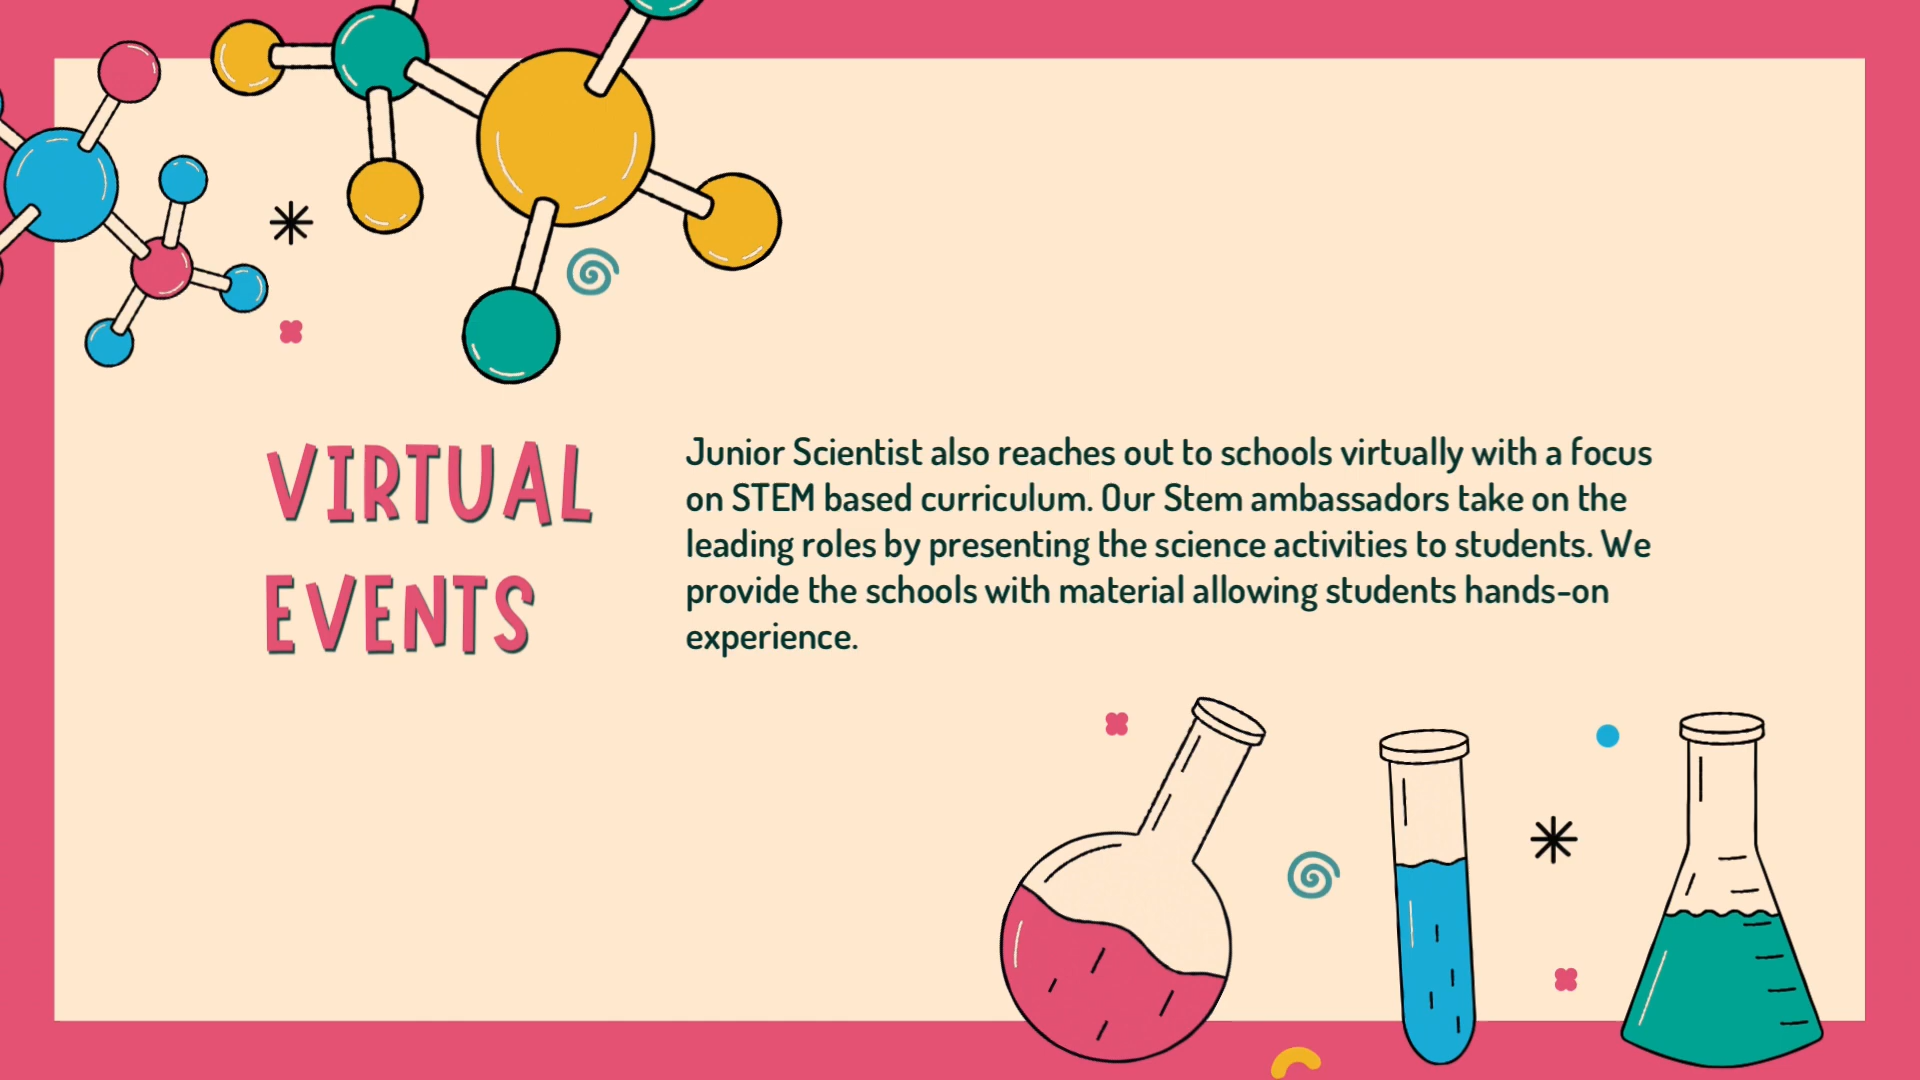 VIRTUAL
EVENTS
Junior Scientist also reaches out to schools virtually with a focus
on STEM based curriculum. Our Stem ambassadors take on the
leading roles by presenting the science activities to students. We
provide the schools with material allowing students hands-on
experience.